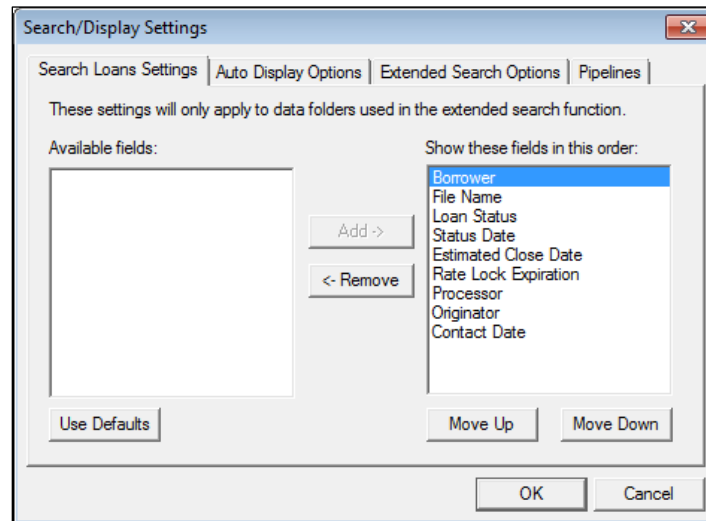 Search/Display Settings
Search Loans Settings
Auto Display Options
Extended Search Options
Pipelines
These settings will only apply to data folders used in the extended search function.
Available fields:
Show these fields in this order:
Borrower
File Name
Loan Status
Status Date
Estimated Close Date
Rate Lock Expiration
Processor
Originator
Contact Date
Add ->
<- Remove
Use Defaults
Move Up
Move Down
OK
Cancel